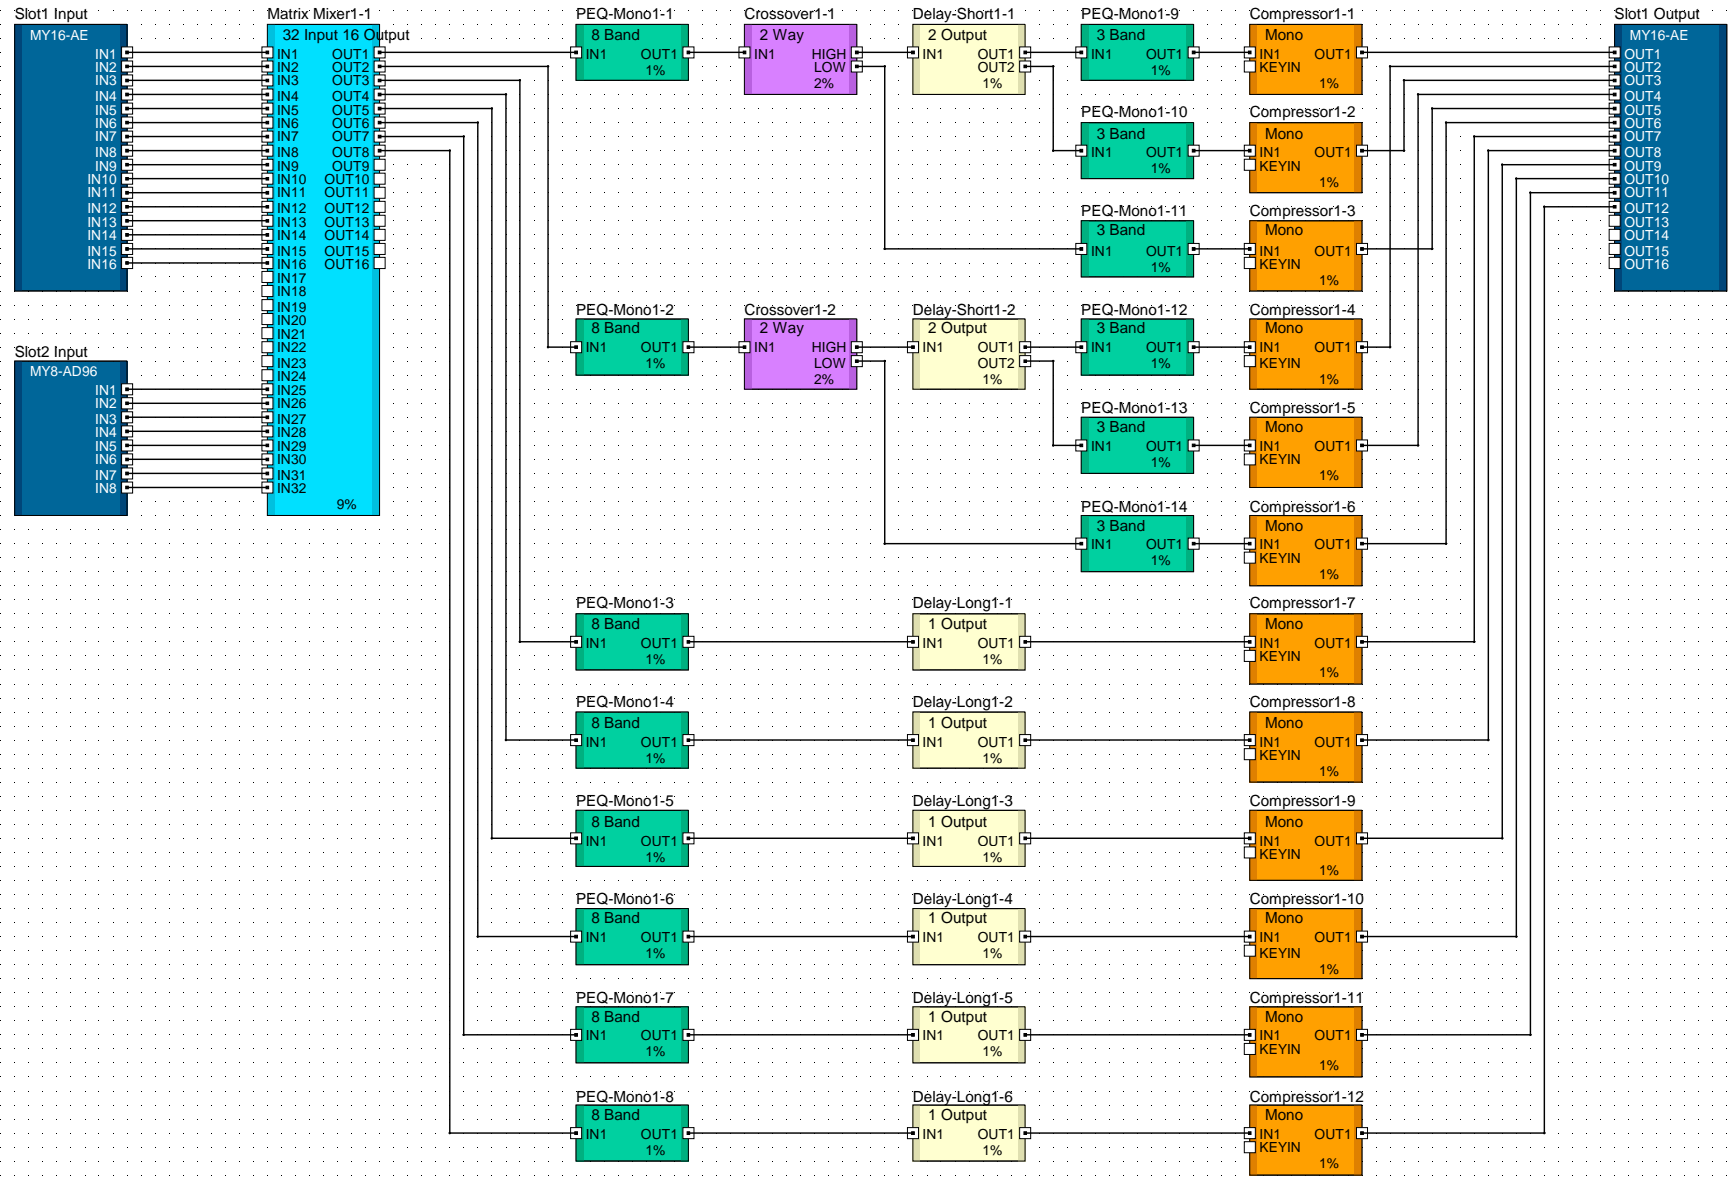 Slot1 Input
MY16-AE
IN1
IN2
IN3
IN4
IN5
IN6
IN7
IN8
IN9
IN10
IN11
IN12
IN13
IN14
IN15
IN16
Slot2 Input
MY8-AD96
IN1
IN2
IN3
IN4
IN5
IN6
IN7
IN8
Matrix Mixer1-1
32 Input 16 Output
IN1 OUT1
IN2 OUT2
IN3 OUT3
IN4 OUT4
IN5 OUT5
IN6 OUT6
IN7 OUT7
IN8 OUT8
IN9 OUT9
IN10 OUT10
IN11 OUT11
IN12 OUT12
IN13 OUT13
IN14 OUT14
IN15 OUT15
IN16 OUT16
IN17
IN18
IN19
IN20
IN21
IN22
IN23
IN24
IN25
IN26
IN27
IN28
IN29
IN30
IN31
IN32
9%
PEQ-Mono1-1
8 Band
IN1 OUT1
1%
Crossover1-1
2 Way
IN1 HIGH
LOW
2%
Delay-Short1-1
2 Output
IN1 OUT1
OUT2
1%
PEQ-Mono1-9
3 Band
IN1 OUT1
1%
Compressor1-1
Mono
IN1 OUT1
KEYIN
1%
PEQ-Mono1-10
3 Band
IN1 OUT1
1%
Compressor1-2
Mono
IN1 OUT1
KEYIN
1%
PEQ-Mono1-11
3 Band
IN1 OUT1
1%
Compressor1-3
Mono
IN1 OUT1
KEYIN
1%
PEQ-Mono1-2
8 Band
IN1 OUT1
1%
Crossover1-2
2 Way
IN1 HIGH
LOW
2%
Delay-Short1-2
2 Output
IN1 OUT1
OUT2
1%
PEQ-Mono1-12
3 Band
IN1 OUT1
1%
Compressor1-4
Mono
IN1 OUT1
KEYIN
1%
PEQ-Mono1-13
3 Band
IN1 OUT1
1%
Compressor1-5
Mono
IN1 OUT1
KEYIN
1%
PEQ-Mono1-14
3 Band
IN1 OUT1
1%
Compressor1-6
Mono
IN1 OUT1
KEYIN
1%
PEQ-Mono1-3
8 Band
IN1 OUT1
1%
Delay-Long1-1
1 Output
IN1 OUT1
1%
Compressor1-7
Mono
IN1 OUT1
KEYIN
1%
PEQ-Mono1-4
8 Band
IN1 OUT1
1%
Delay-Long1-2
1 Output
IN1 OUT1
1%
Compressor1-8
Mono
IN1 OUT1
KEYIN
1%
PEQ-Mono1-5
8 Band
IN1 OUT1
1%
Delay-Long1-3
1 Output
IN1 OUT1
1%
Compressor1-9
Mono
IN1 OUT1
KEYIN
1%
PEQ-Mono1-6
8 Band
IN1 OUT1
1%
Delay-Long1-4
1 Output
IN1 OUT1
1%
Compressor1-10
Mono
IN1 OUT1
KEYIN
1%
PEQ-Mono1-7
8 Band
IN1 OUT1
1%
Delay-Long1-5
1 Output
IN1 OUT1
1%
Compressor1-11
Mono
IN1 OUT1
KEYIN
1%
PEQ-Mono1-8
8 Band
IN1 OUT1
1%
Delay-Long1-6
1 Output
IN1 OUT1
1%
Compressor1-12
Mono
IN1 OUT1
KEYIN
1%
Slot1 Output
MY16-AE
OUT1
OUT2
OUT3
OUT4
OUT5
OUT6
OUT7
OUT8
OUT9
OUT10
OUT11
OUT12
OUT13
OUT14
OUT15
OUT16